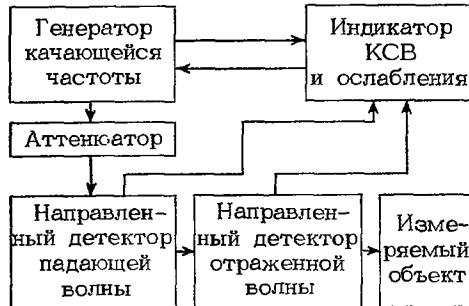 Генератор
качающейся
частоты
Индикатор
КСВ
и ослабления
Аттенюатор
Направлен-
ный детектор
падающей
волны
Направлен-
ный детектор
отраженной
волны
Изме-
ряемый
объект